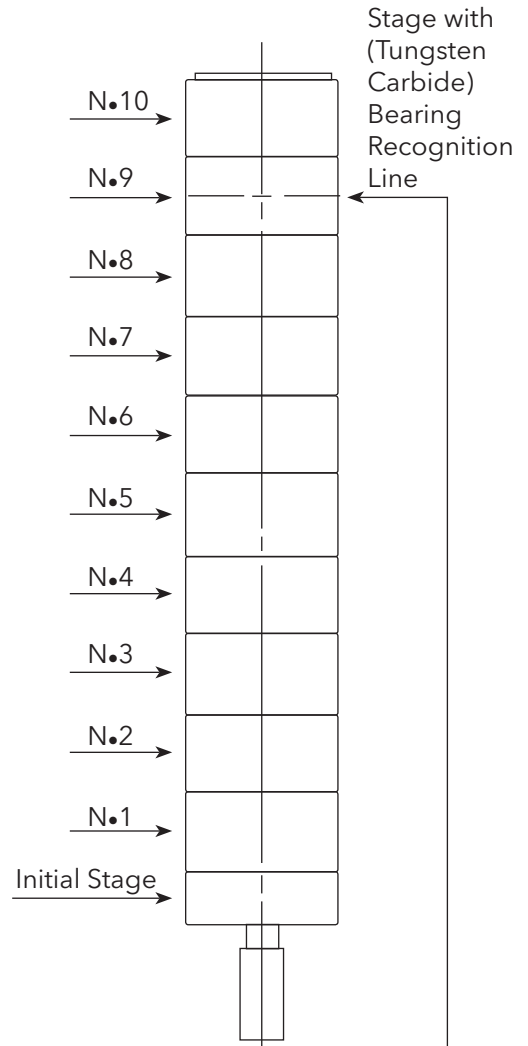 Stage with
(Tungsten
Carbide)
Bearing
Recognition
Line
N•10
N•9
N•8
N•7
N•6
N•5
N•4
N•3
N•2
N•1
Initial Stage